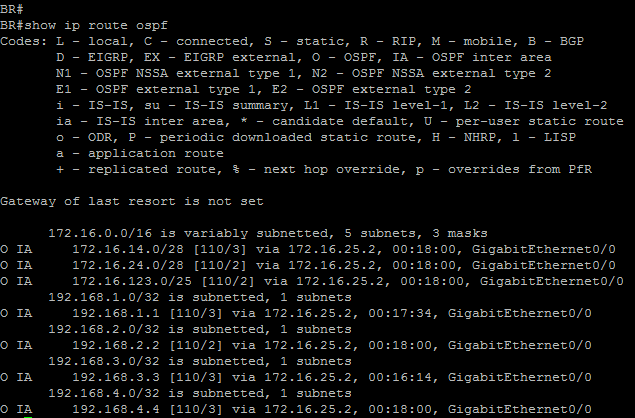 BR#
BR#show ip route ospf
Codes: L - local, C - connected, S - static, R - RIP, M - mobile, B - BGP
       D - EIGRP, EX - EIGRP external, O - OSPF, IA - OSPF inter area
       N1 - OSPF NSSA external type 1, N2 - OSPF NSSA external type 2
       E1 - OSPF external type 1, E2 - OSPF external type 2
       i - IS-IS, su - IS-IS summary, L1 - IS-IS level-1, L2 - IS-IS level-2
       ia - IS-IS inter area, * - candidate default, U - per-user static route
       o - ODR, P - periodic downloaded static route, H - NHRP, l - LISP
       a - application route
       + - replicated route, % - next hop override, p - overrides from PfR
Gateway of last resort is not set
      172.16.0.0/16 is variably subnetted, 5 subnets, 3 masks
O IA     172.16.14.0/28 [110/3] via 172.16.25.2, 00:18:00, GigabitEthernet0/0
O IA     172.16.24.0/28 [110/2] via 172.16.25.2, 00:18:00, GigabitEthernet0/0
O IA     172.16.123.0/25 [110/2] via 172.16.25.2, 00:18:00, GigabitEthernet0/0
      192.168.1.0/32 is subnetted, 1 subnets
O IA     192.168.1.1 [110/3] via 172.16.25.2, 00:17:34, GigabitEthernet0/0
      192.168.2.0/32 is subnetted, 1 subnets
O IA     192.168.2.2 [110/2] via 172.16.25.2, 00:18:00, GigabitEthernet0/0
      192.168.3.0/32 is subnetted, 1 subnets
O IA     192.168.3.3 [110/3] via 172.16.25.2, 00:16:14, GigabitEthernet0/0
      192.168.4.0/32 is subnetted, 1 subnets
O IA     192.168.4.4 [110/3] via 172.16.25.2, 00:18:00, GigabitEthernet0/0